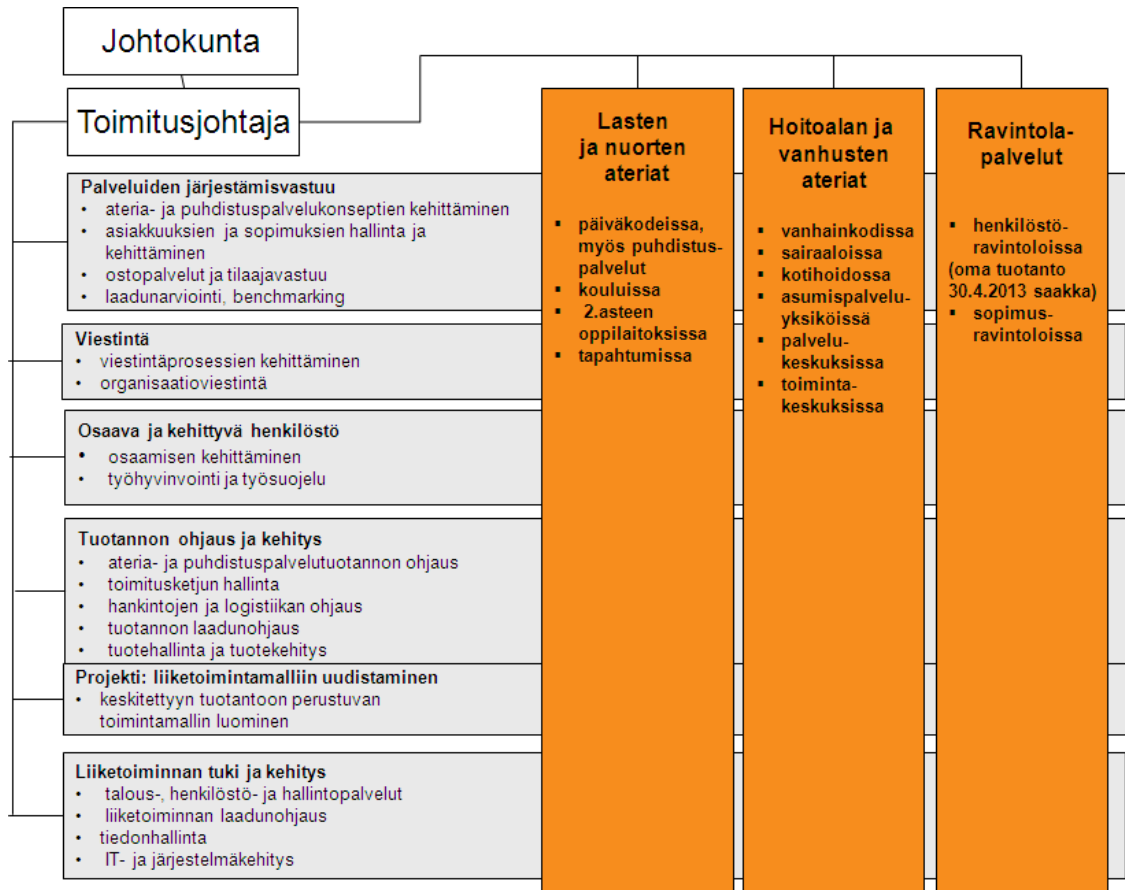 Johtokunta
Toimitusjohtaja
Palveluiden järjestämisvastuu
• ateria- ja puhdistuspalvelukonseptien kehittäminen
• asiakkuuksien ja sopimuksien hallinta ja
kehittäminen
• ostopalvelut ja tilaajavastuu
• laadunarviointi, benchmarking
Viestintä
• viestintäprosessien kehittäminen
• organisaatioviestintä
Osaava ja kehittyvä henkilöstö
• osaamisen kehittäminen
• työhyvinvointi ja työsuojelu
Tuotannon ohjaus ja kehitys
• ateria- ja puhdistuspalvelutuotannon ohjaus
• toimitusketjun hallinta
• hankintojen ja logistiikan ohjaus
• tuotannon laadunohjaus
• tuotehallinta ja tuotekehitys
Projekti: liiketoimintamalliin uudistaminen
• keskitettyyn tuotantoon perustuvan
toimintamallin luominen
Liiketoiminnan tuki ja kehitys
• talous-, henkilöstö- ja hallintopalvelut
• liiketoiminnan laadunohjaus
• tiedonhallinta
• IT- ja järjestelmäkehitys
Lasten
ja nuorten
ateriat
▪ päiväkodeissa,
myös puhdistus-
palvelut
▪ kouluissa
▪ 2.asteen
oppilaitoksissa
▪ tapahtumissa
Hoitoalan ja
vanhusten
ateriat
▪ vanhainkodissa
▪ sairaaloissa
▪ kotihoidossa
▪ asumispalvelu-
yksiköissä
▪ palvelu-
keskuksissa
▪ toiminta-
keskuksissa
Ravintola-
palvelut
▪ henkilöstö-
ravintoloissa
(oma tuotanto
30.4.2013 saakka)
▪ sopimus-
ravintoloissa